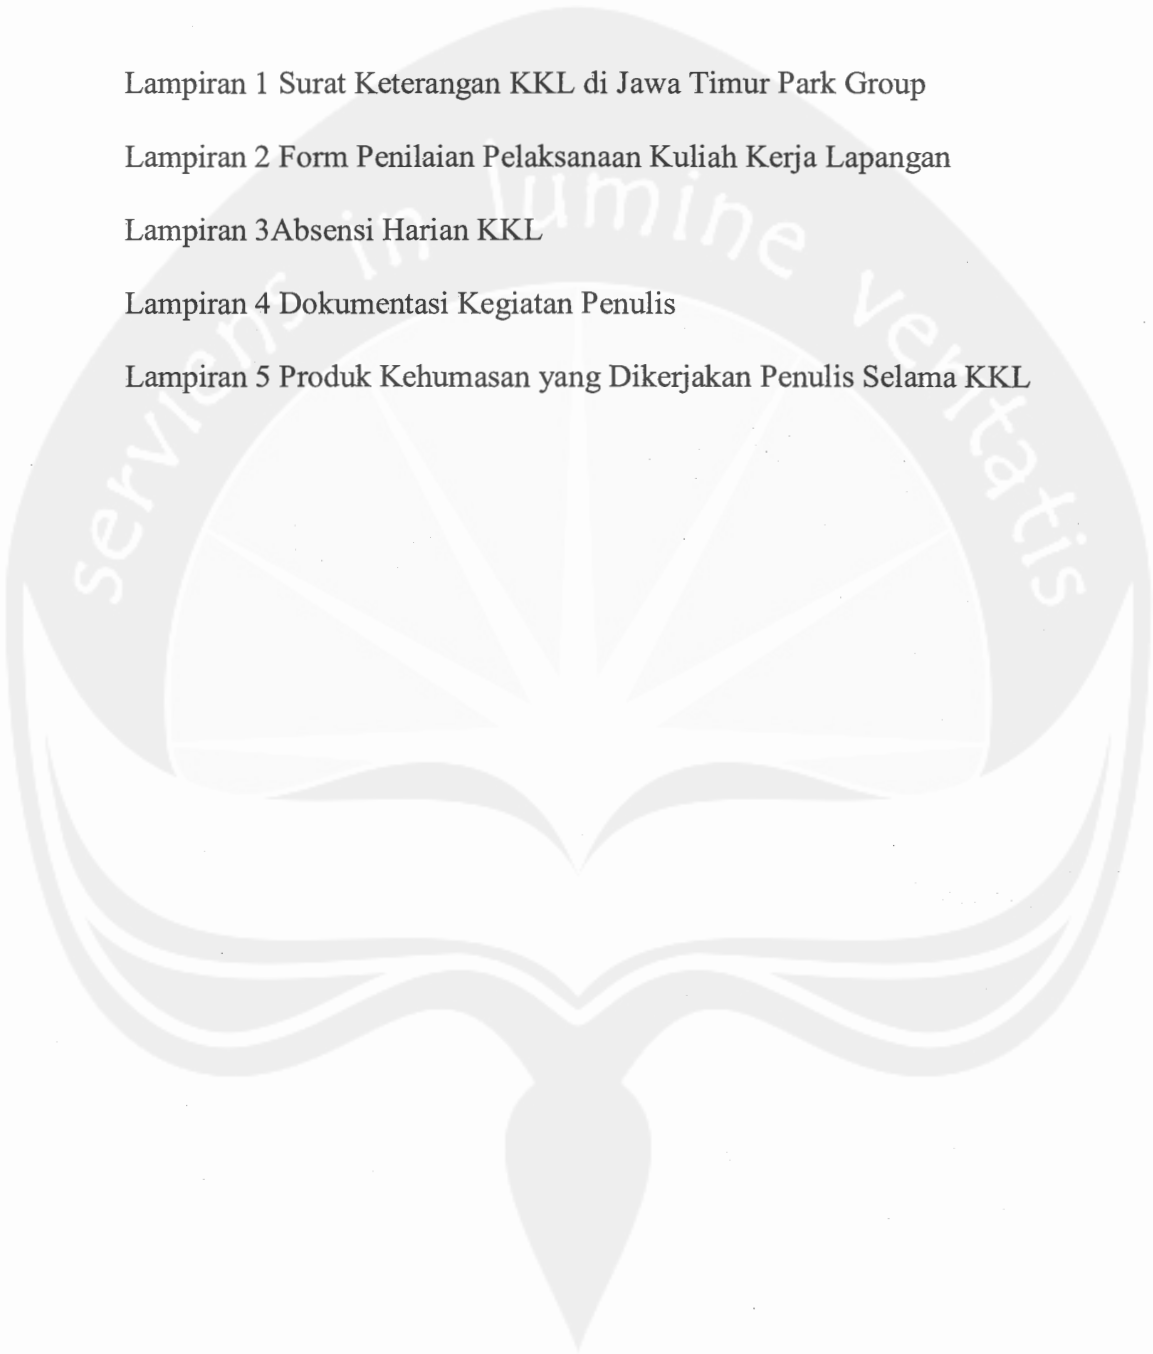 Lampiran 1 Surat Keterangan KKL di Jawa Timur Park Group
Lampiran 2 Form Penilaian Pelaksanaan Kuliah Kerja Lapangan
Lampiran 3Absensi Harian KKL
Lampiran 4 Dokumentasi Kegiatan Penulis
Lampiran 5 Produk Kehumasan yang Dikerjakan Penulis Selama KKL
serviens in lumine veritatis